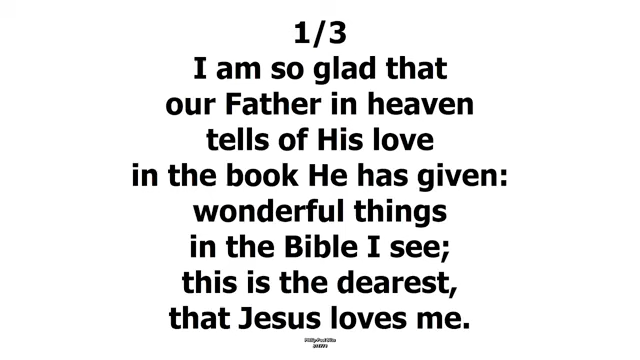 1/3
I am so glad that
our Father in heaven
tells of His love
in the book He has given:
wonderful things
in the Bible I see;
this is the dearest,
that Jesus loves me.